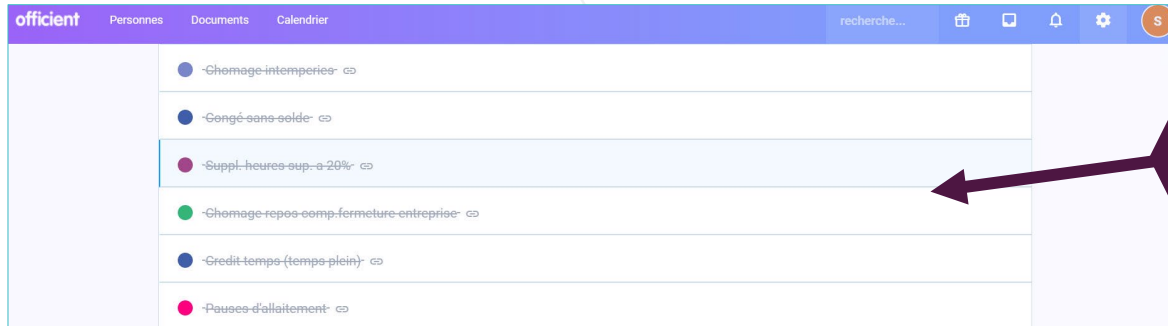 officient Personnes Documents Calendrier recherche... S
Chomage intemperies
Congé sans solde
Suppl. heures sup. a 20%
Chomage repos comp.fermeture entreprise
Credit temps (temps plein)
Pauses d'allaitement